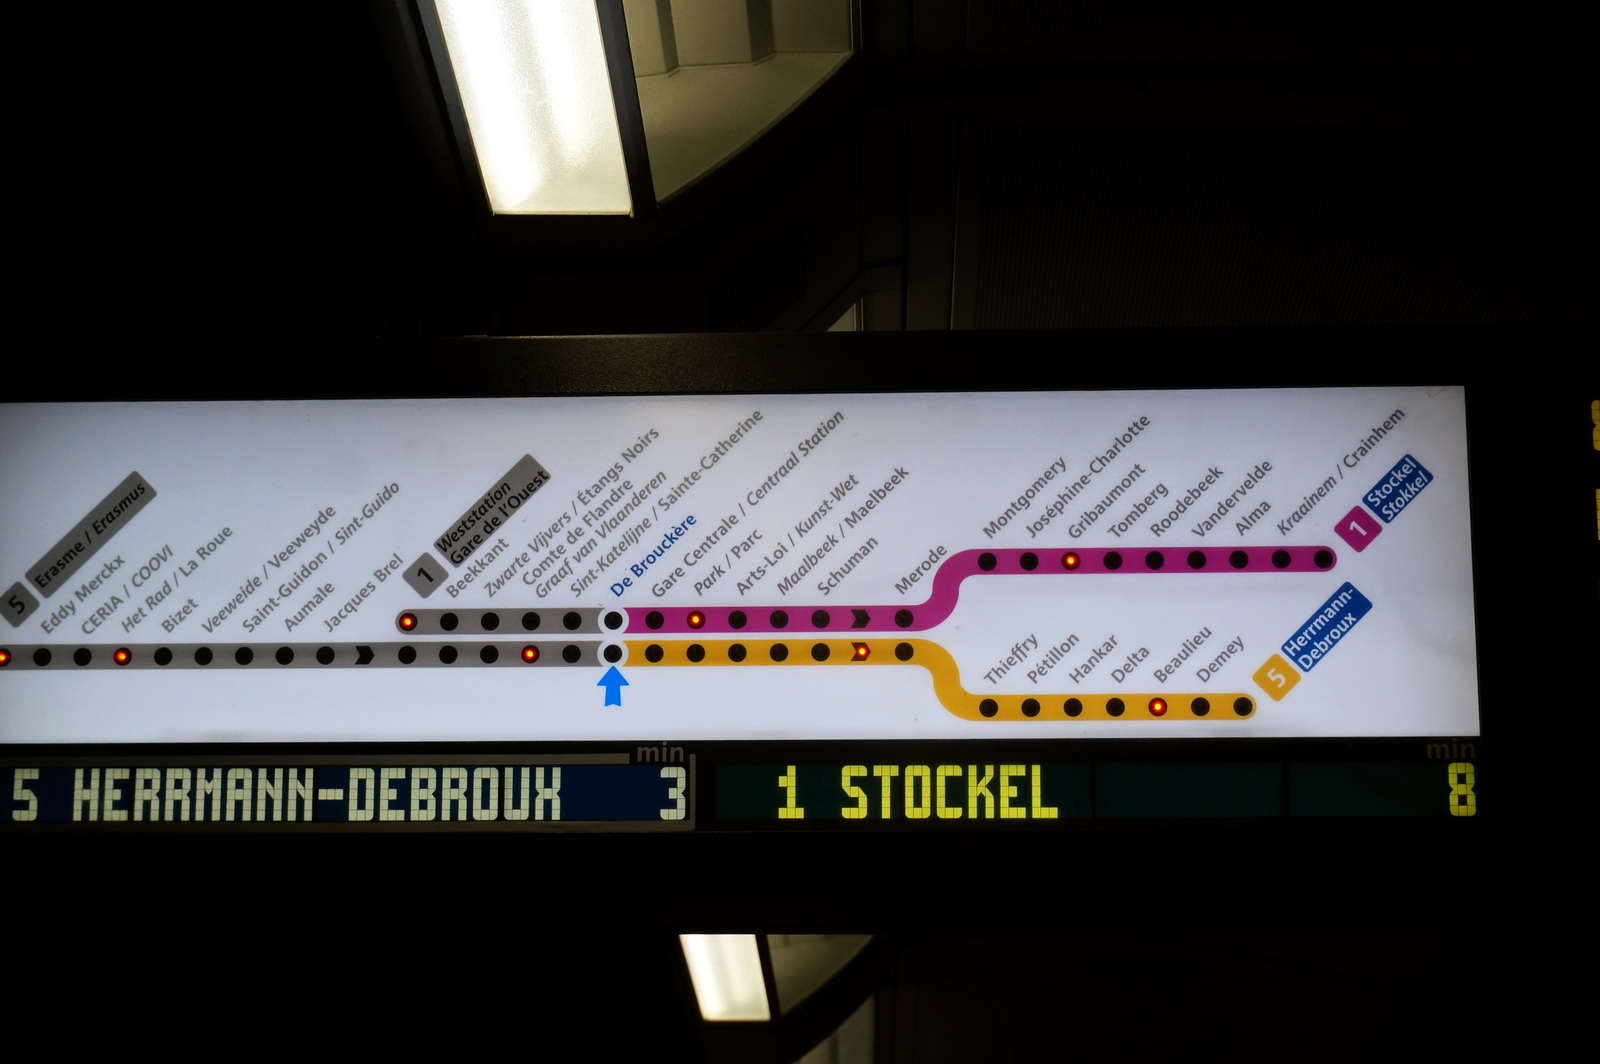 5
Erasme / Erasmus
Eddy Merckx
CERIA / COOVI
Het Rad / La Roue
Bizet
Veeweide / Veeweyde
Saint-Guidon / Sint-Guido
Aumale
Jacques Brel
1
Weststation
Gare de l'Ouest
Beekkant
Zwarte Vijvers / Étangs Noirs
Comte de Flandre
Graaf van Vlaanderen
Sint-Katelijne / Sainte-Catherine
De Brouckère
Gare Centrale / Centraal Station
Park / Parc
Arts-Loi / Kunst-Wet
Maalbeek / Maelbeek
Schuman
Merode
Montgomery
Joséphine-Charlotte
Gribaumont
Tomberg
Roodebeek
Vandervelde
Alma
Kraainem / Crainhem
1
Stockel
Stokkel
Thieffry
Pétillon
Hankar
Delta
Beaulieu
Demey
5
Herrmann-
Debroux
min
5 HERRMANN-DEBROUX 3
min
1 STOCKEL 8